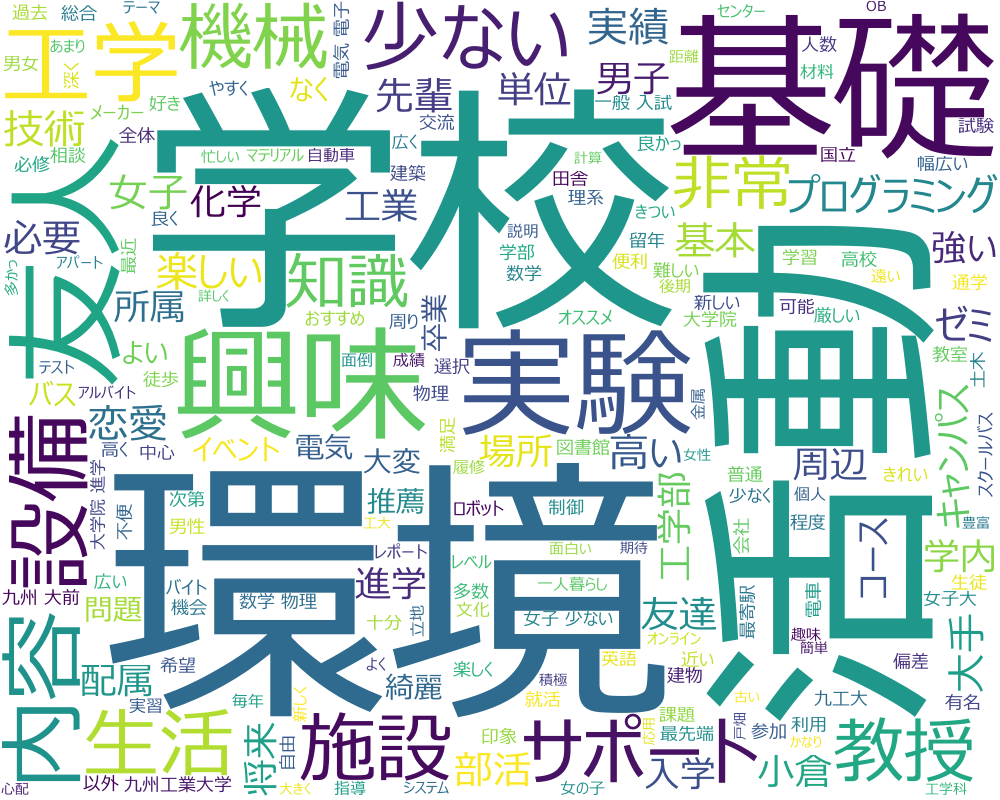 過去
総合
テーマ
センター
OB
工学
機械
少ない
実績
基礎
電気 電子
距離
人数
あまり
深く
男女
男子
材料
やすく
なく
先輩
単位
一般 入試
メーカー
好き
技術
全体
交流
試験
必修
相談
忙しい
マテリアル
自動車
広く
良かっ
国立
幅広い
計算
学校
友人
女子
化学
建築
工業
田舎
理系
非常
プログラミング
良く
きつい
必要
説明
留年
基本
強い
最近
アパート
楽しい
知識
学部
便利
学習
高校
遠い
多かっ
数学
難しい
後期
通学
所属
詳しく
おすすめ
卒業
新しい
可能
活動
周り
オススメ
大学院
厳しい
ゼミ
よい
興味
実験
テスト
面倒
成績
選択
教室
土木
徒歩
バス
アルバイト
物理
金属
キャンパス
設備
恋愛
高く
中心
イベント
電気
満足
場所
図書館
高い
女性
周辺
きれい
スクールバス
大変
履修
普通
大学院 進学
不便
次第
環境
推薦
ロボット
制御
工学部
少なく
個人
コース
豊富
男性
工大
レポート
面白い
期待
会社
程度
広い
進学
レベル
学内
九州 大前
問題
バイト
機会
数学 物理
多数
文化
一人暮らし
生徒
十分
立地
女子 少ない
友達
最寄駅
電車
女子大
内容
オンライン
趣味
簡単
大手
希望
よく
楽しく
英語
近い
偏差
配属
綺麗
積極
建物
実習
毎年
新しく
就活
古い
九工大
有名
生活
将来
自由
施設
印象
サポート
課題
最先端
応用
戸畑
参加
利用
教授
かなり
部活
入学
小倉
心配
以外
九州工業大学
大きく
指導
システム
女の子
工学科